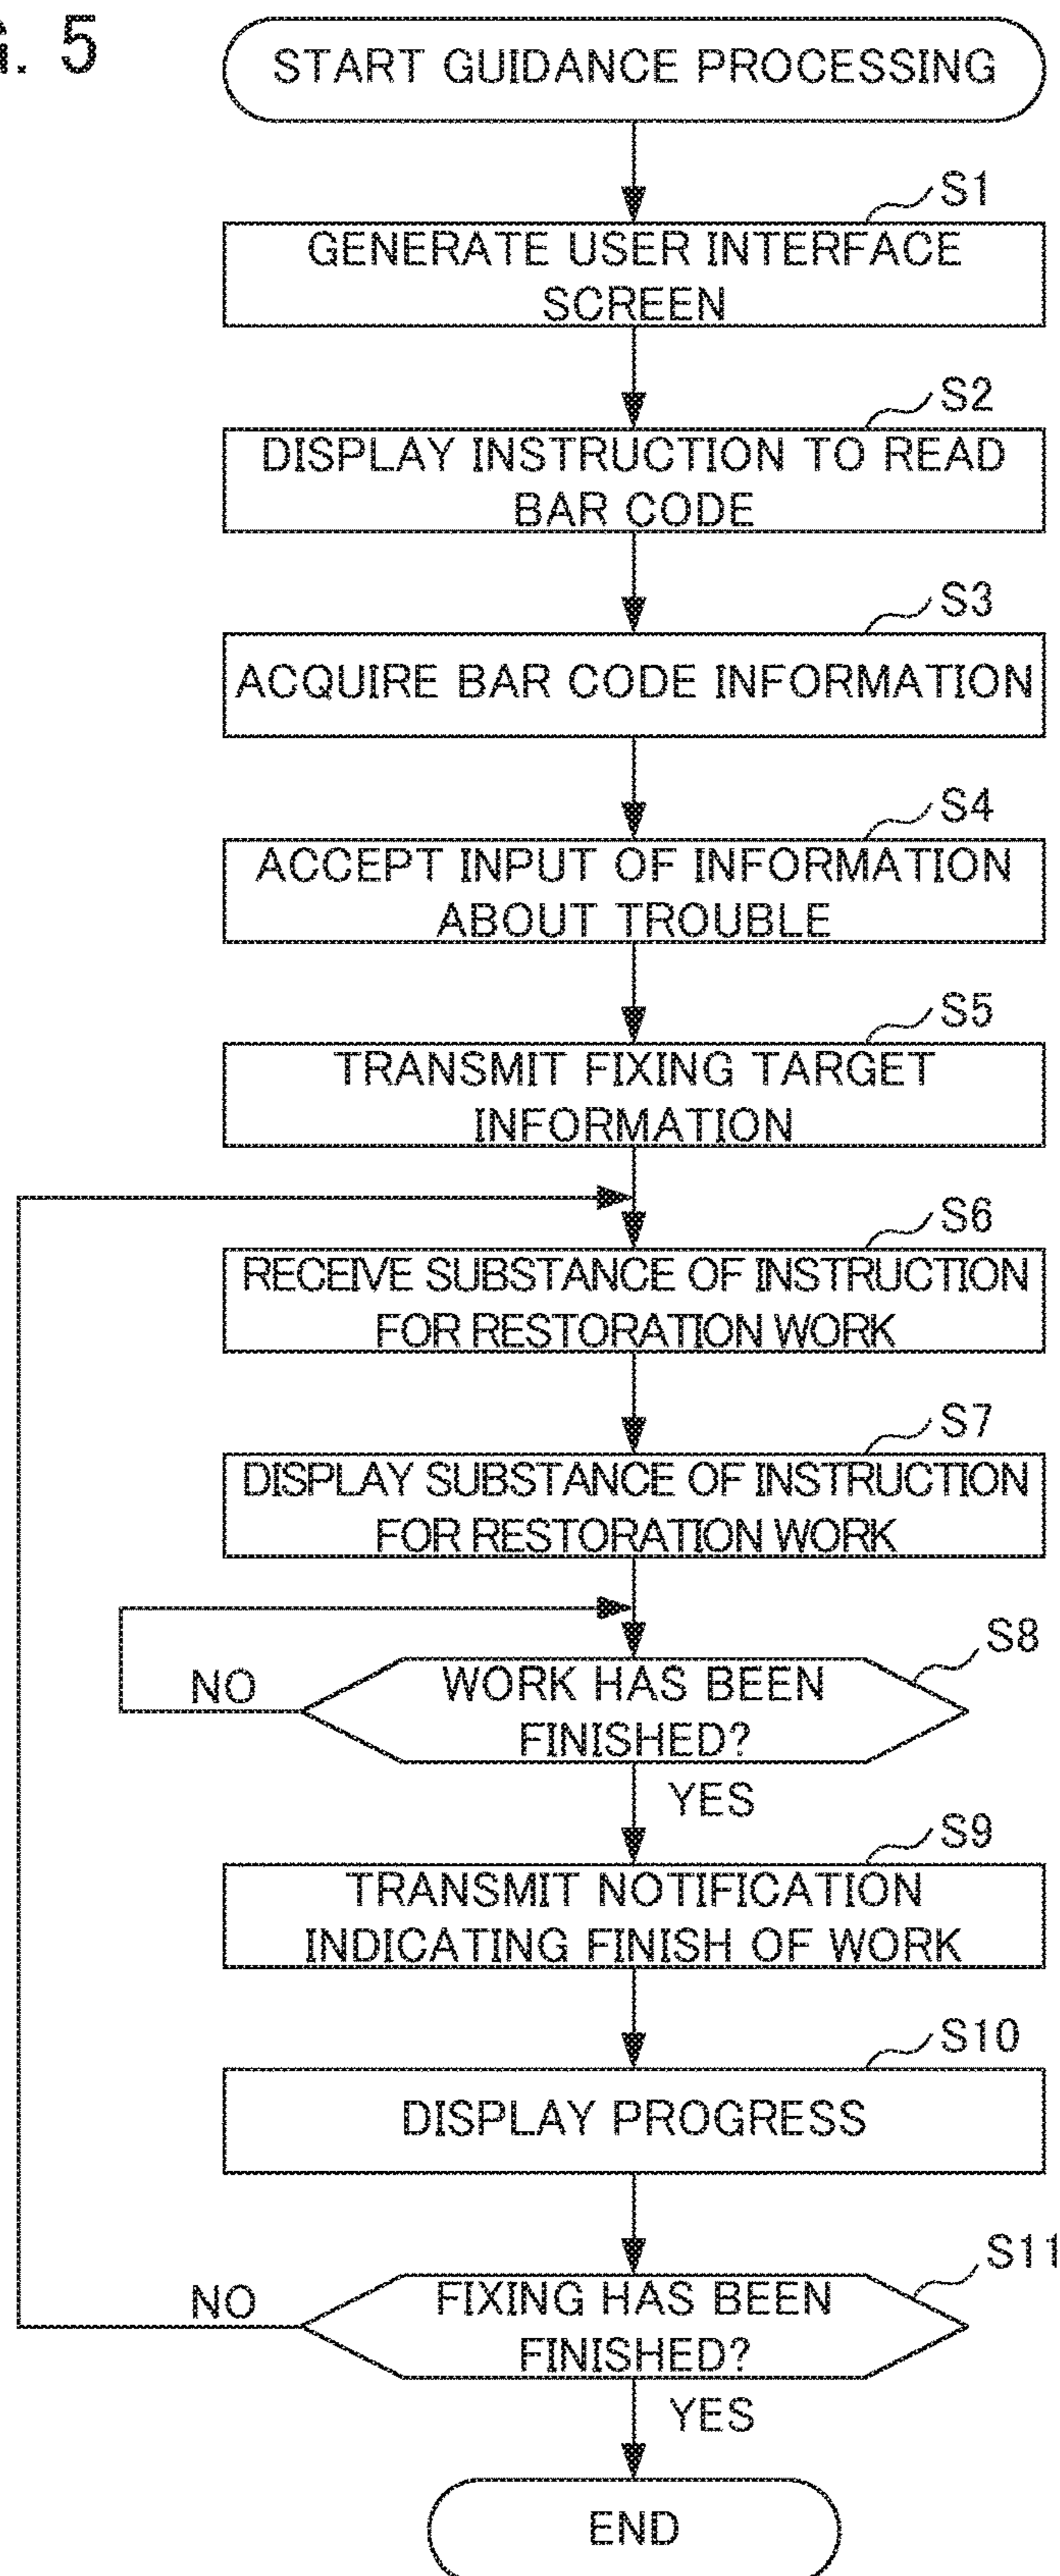 5
START GUIDANCE PROCESSING
S1
GENERATE USER INTERFACE
SCREEN
S2
DISPLAY INSTRUCTION TO READ
BAR CODE
S3
ACQUIRE BAR CODE INFORMATION
S4
ACCEPT INPUT OF INFORMATION
ABOUT TROUBLE
S5
TRANSMIT FIXING TARGET
INFORMATION
S6
RECEIVE SUBSTANCE OF INSTRUCTION
FOR RESTORATION WORK
S7
DISPLAY SUBSTANCE OF INSTRUCTION
FOR RESTORATION WORK
S8
WORK HAS BEEN
FINISHED?
NO
YES
S9
TRANSMIT NOTIFICATION
INDICATING FINISH OF WORK
S10
DISPLAY PROGRESS
S11
FIXING HAS BEEN
FINISHED?
NO
YES
END